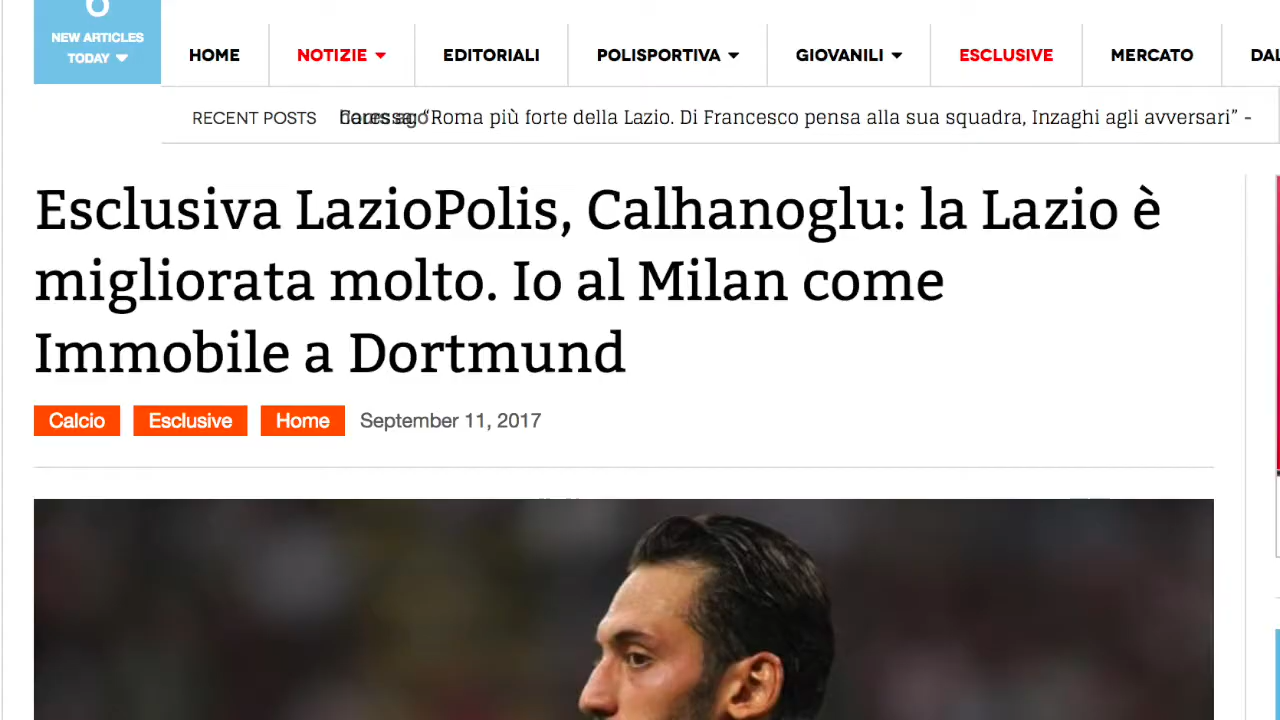 6
NEW ARTICLES
TODAY
HOME NOTIZIE EDITORIALI POLISPORTIVA GIOVANILI ESCLUSIVE MERCATO
RECENT POSTS “Roma più forte della Lazio. Di Francesco pensa alla sua squadra, Inzaghi agli avversari” -
Esclusiva LazioPolis, Calhanoglu: la Lazio è
migliorata molto. Io al Milan come
Immobile a Dortmund
Calcio Esclusive Home September 11, 2017